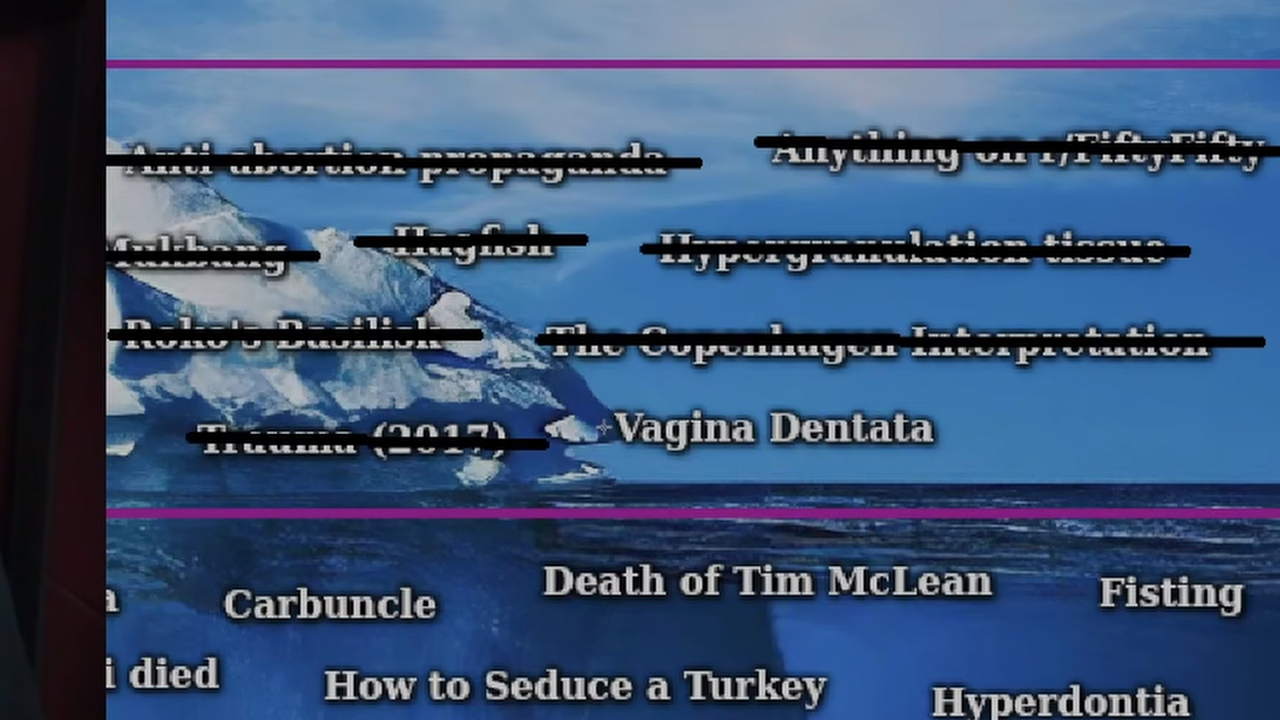 Anti-abortion propaganda
Anything on r/FiftyFifty
Mukbang
Hagfish
Hypergranulation tissue
Roko's Basilisk
The Copenhagen Interpretation
Trauma (2017)
Vagina Dentata
Death of Tim McLean
Fisting
Carbuncle
i died
How to Seduce a Turkey
Hyperdontia